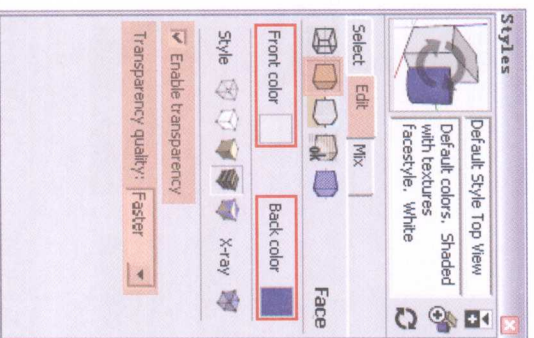 Styles
Default Style Top View
Default colors. Shaded
with textures
facestyle. White
Select Edit Mix
ok
Face
Front color Back color
Style X-ray
Enable transparency
Transparency quality: Faster